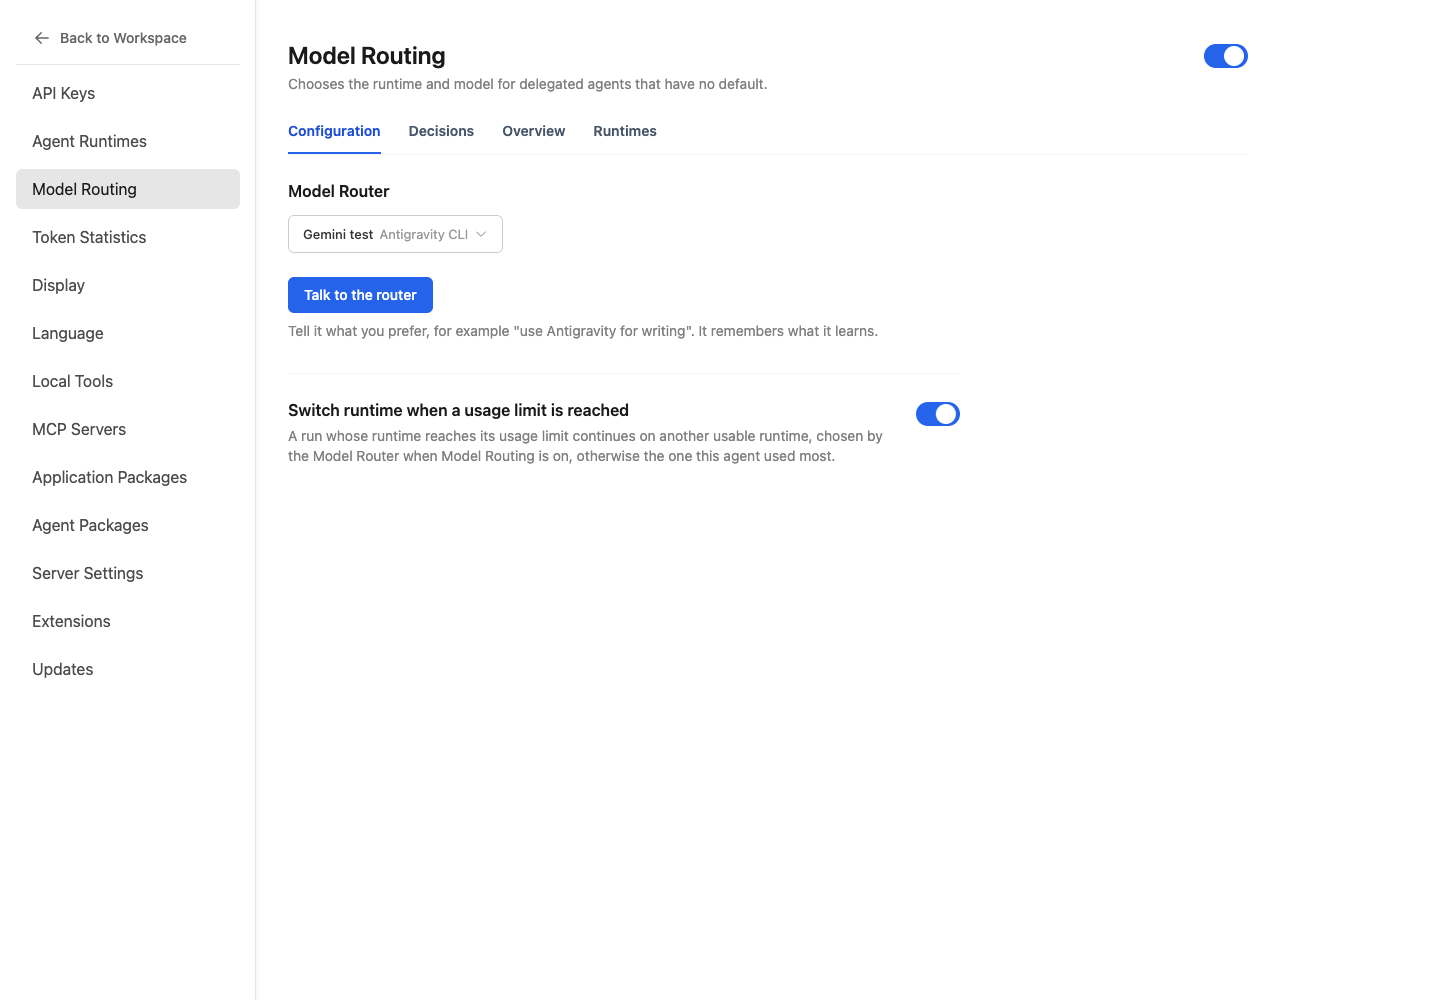 Back to Workspace
API Keys
Agent Runtimes
Model Routing
Token Statistics
Display
Language
Local Tools
MCP Servers
Application Packages
Agent Packages
Server Settings
Extensions
Updates
Model Routing
Chooses the runtime and model for delegated agents that have no default.
Configuration Decisions Overview Runtimes
Model Router
Gemini test Antigravity CLI
Talk to the router
Tell it what you prefer, for example "use Antigravity for writing". It remembers what it learns.
Switch runtime when a usage limit is reached
A run whose runtime reaches its usage limit continues on another usable runtime, chosen by
the Model Router when Model Routing is on, otherwise the one this agent used most.